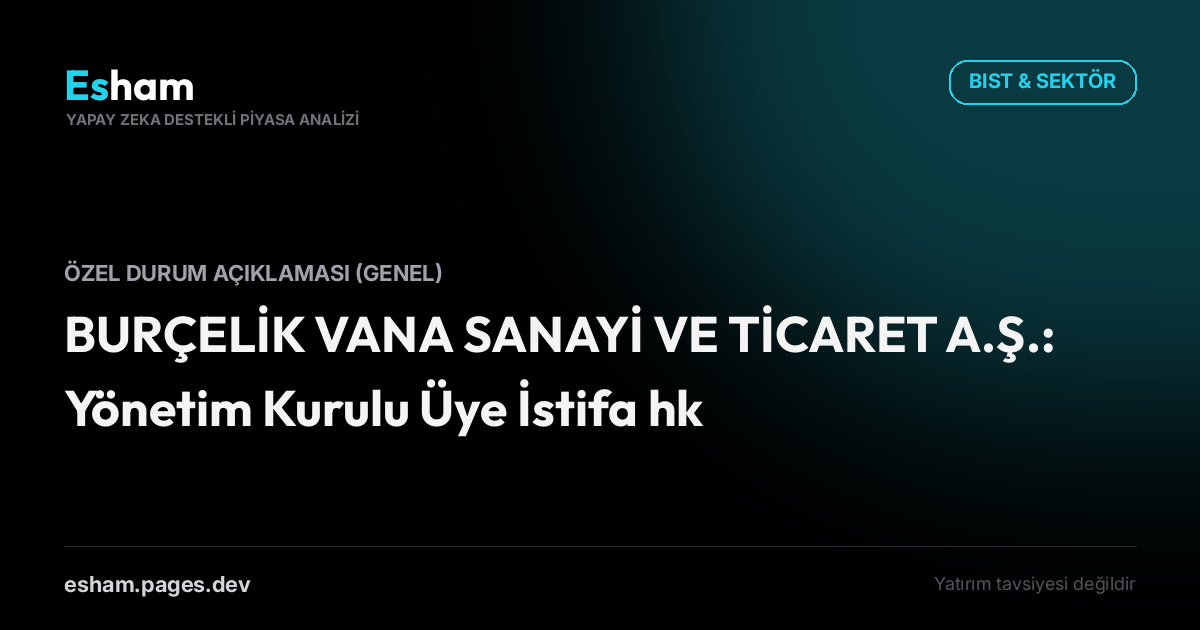 Esham
YAPAY ZEKA DESTEKLİ PİYASA ANALİZİ
BIST & SEKTÖR
ÖZEL DURUM AÇIKLAMASI (GENEL)
BURÇELİK VANA SANAYİ VE TİCARET A.Ş.:
Yönetim Kurulu Üye İstifa hk
esham.pages.dev
Yatırım tavsiyesi değildir